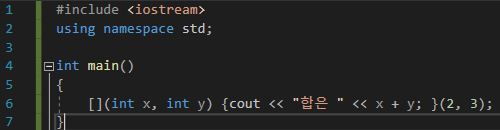 1 #include <iostream>
2 using namespace std;
3
4 int main()
5 {
6 [](int x, int y) {cout << "합은 " << x + y; }(2, 3);
7 }